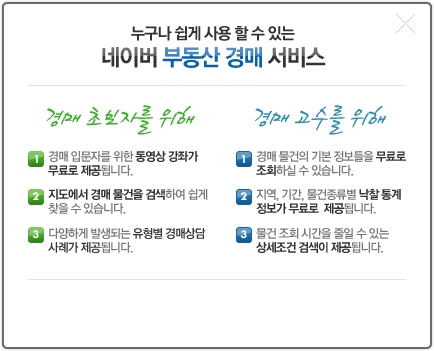 누구나 쉽게 사용 할 수 있는
네이버 부동산 경매 서비스
경매 초보자를 위해
1 경매 입문자를 위한 동영상 강좌가
무료로 제공됩니다.
2 지도에서 경매 물건을 검색하여 쉽게
찾을 수 있습니다.
3 다양하게 발생되는 유형별 경매상담
사례가 제공됩니다.
경매 고수를 위해
1 경매 물건의 기본 정보들을 무료로
조회하실 수 있습니다.
2 지역, 기간, 물건종류별 낙찰 통계
정보가 무료로 제공됩니다.
3 물건 조회 시간을 줄일 수 있는
상세조건 검색이 제공됩니다.